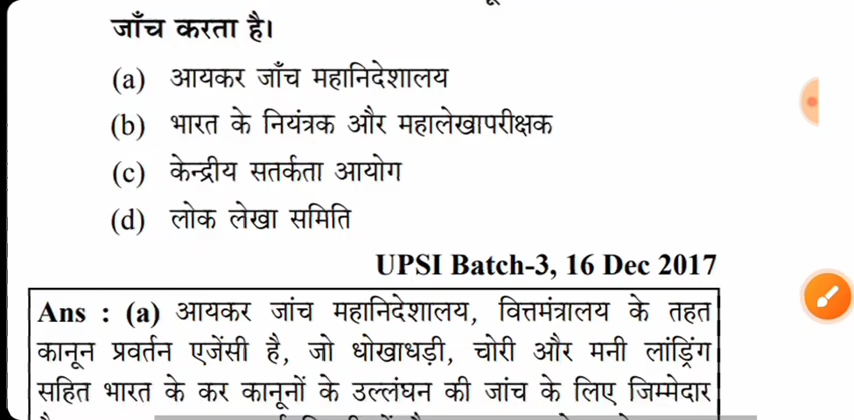 जाँच करता है।
(a) आयकर जाँच महानिदेशालय
(b) भारत के नियंत्रक और महालेखापरीक्षक
(c) केन्द्रीय सतर्कता आयोग
(d) लोक लेखा समिति
UPSI Batch-3, 16 Dec 2017
Ans : (a) आयकर जांच महानिदेशालय, वित्तमंत्रालय के तहत
कानून प्रवर्तन एजेंसी है, जो धोखाधड़ी, चोरी और मनी लांड्रिंग
सहित भारत के कर कानूनों के उल्लंघन की जांच के लिए जिम्मेदार